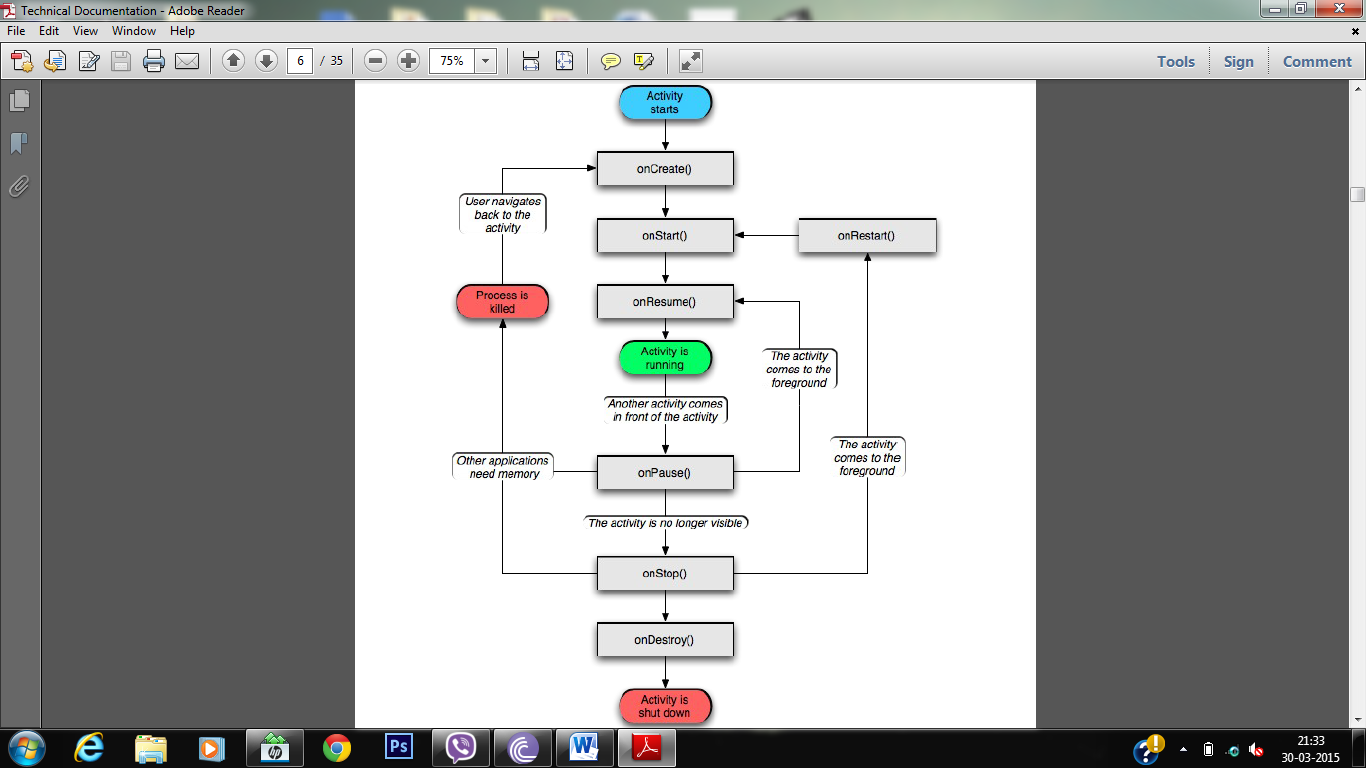 Technical Documentation - Adobe Reader
File Edit View Window Help
6 / 35
75%
Tools Sign Comment
Activity
starts
onCreate()
User navigates
back to the
activity
onStart()
onRestart()
Process is
killed
onResume()
Activity is
running
The activity
comes to the
foreground
Another activity comes
in front of the activity
The activity
comes to the
foreground
Other applications
need memory
onPause()
The activity is no longer visible
onStop()
onDestroy()
Activity is
shut down
hp
Ps
W
21:33
30-03-2015